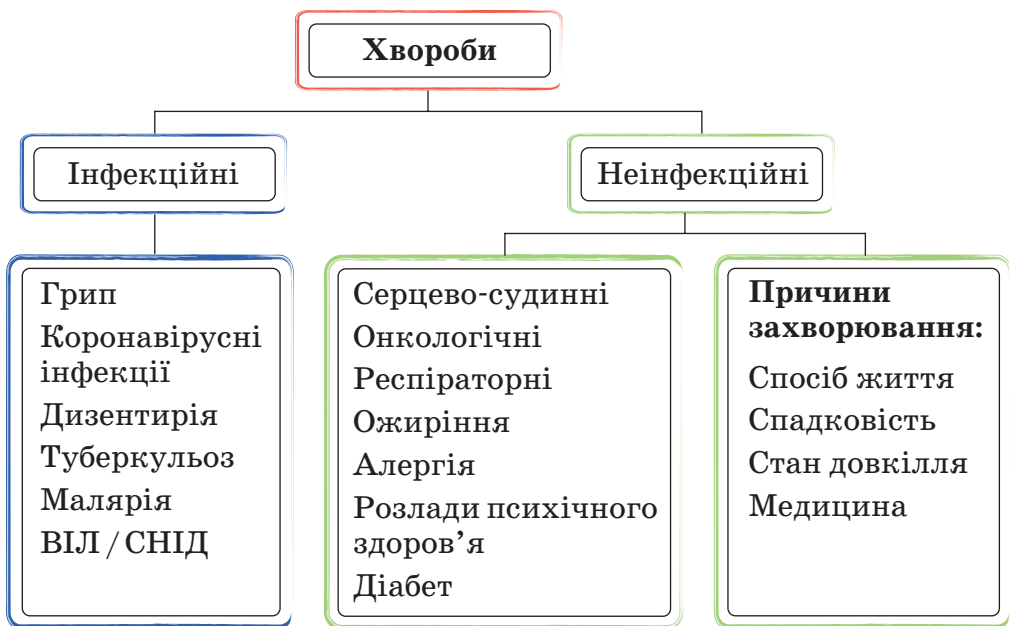 Хвороби
Інфекційні
Неінфекційні
Грип
Коронавірусні
інфекції
Дизентирія
Туберкульоз
Малярія
ВІЛ / СНІД
Серцево-судинні
Онкологічні
Респіраторні
Ожиріння
Алергія
Розлади психічного
здоров’я
Діабет
Причини
захворювання:
Спосіб життя
Спадковість
Стан довкілля
Медицина